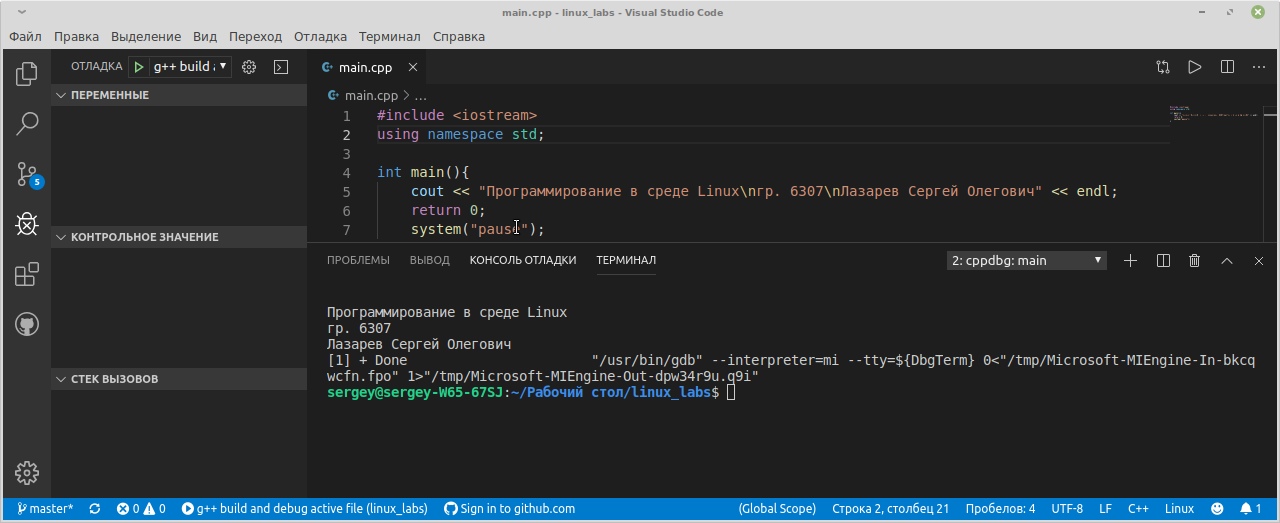 main.cpp - linux_labs - Visual Studio Code
Файл Правка Выделение Вид Переход Отладка Терминал Справка
ОТЛАДКА g++ build
main.cpp
ПЕРЕМЕННЫЕ
main.cpp > ...
1 #include <iostream>
2 using namespace std;
3
4 int main(){
5 cout << "Программирование в среде Linux\nгр. 6307\nЛазарев Сергей Олегович" << endl;
6 return 0;
7 system("pause");
5
КОНТРОЛЬНОЕ ЗНАЧЕНИЕ
ПРОБЛЕМЫ ВЫВОД КОНСОЛЬ ОТЛАДКИ ТЕРМИНАЛ 2: cppdbg: main
Программирование в среде Linux
гр. 6307
Лазарев Сергей Олегович
[1] + Done "/usr/bin/gdb" --interpreter=mi --tty=${DbgTerm} 0<"/tmp/Microsoft-MIEngine-In-bkcq
wcfn.fpo" 1>"/tmp/Microsoft-MIEngine-Out-dpw34r9u.q9i"
sergey@sergey-W65-67SJ:~/Рабочий стол/linux_labs$
СТЕК ВЫЗОВОВ
master* 0 0 g++ build and debug active file (linux_labs) Sign in to github.com (Global Scope) Строка 2, столбец 21 Пробелов: 4 UTF-8 LF C++ Linux 1